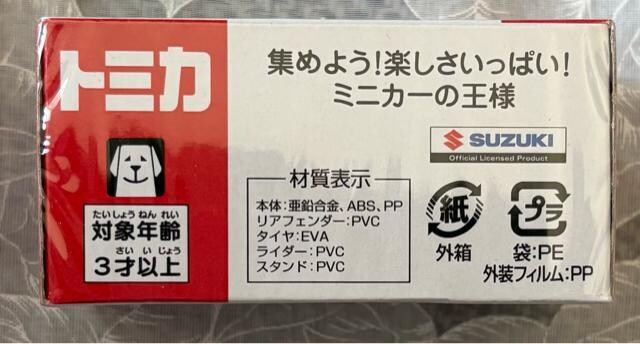 トミカ
集めよう!楽しさいっぱい!
ミニカーの王様
SUZUKI
Official Licensed Product
材質表示
本体:亜鉛合金、ABS、PP
リアフェンダー:PVC
タイヤ:EVA
ライダー:PVC
スタンド:PVC
紙
外箱
プラ
袋:PE
外装フィルム:PP
たいしょうねんれい
対象年齢
さいいじょう
3才以上